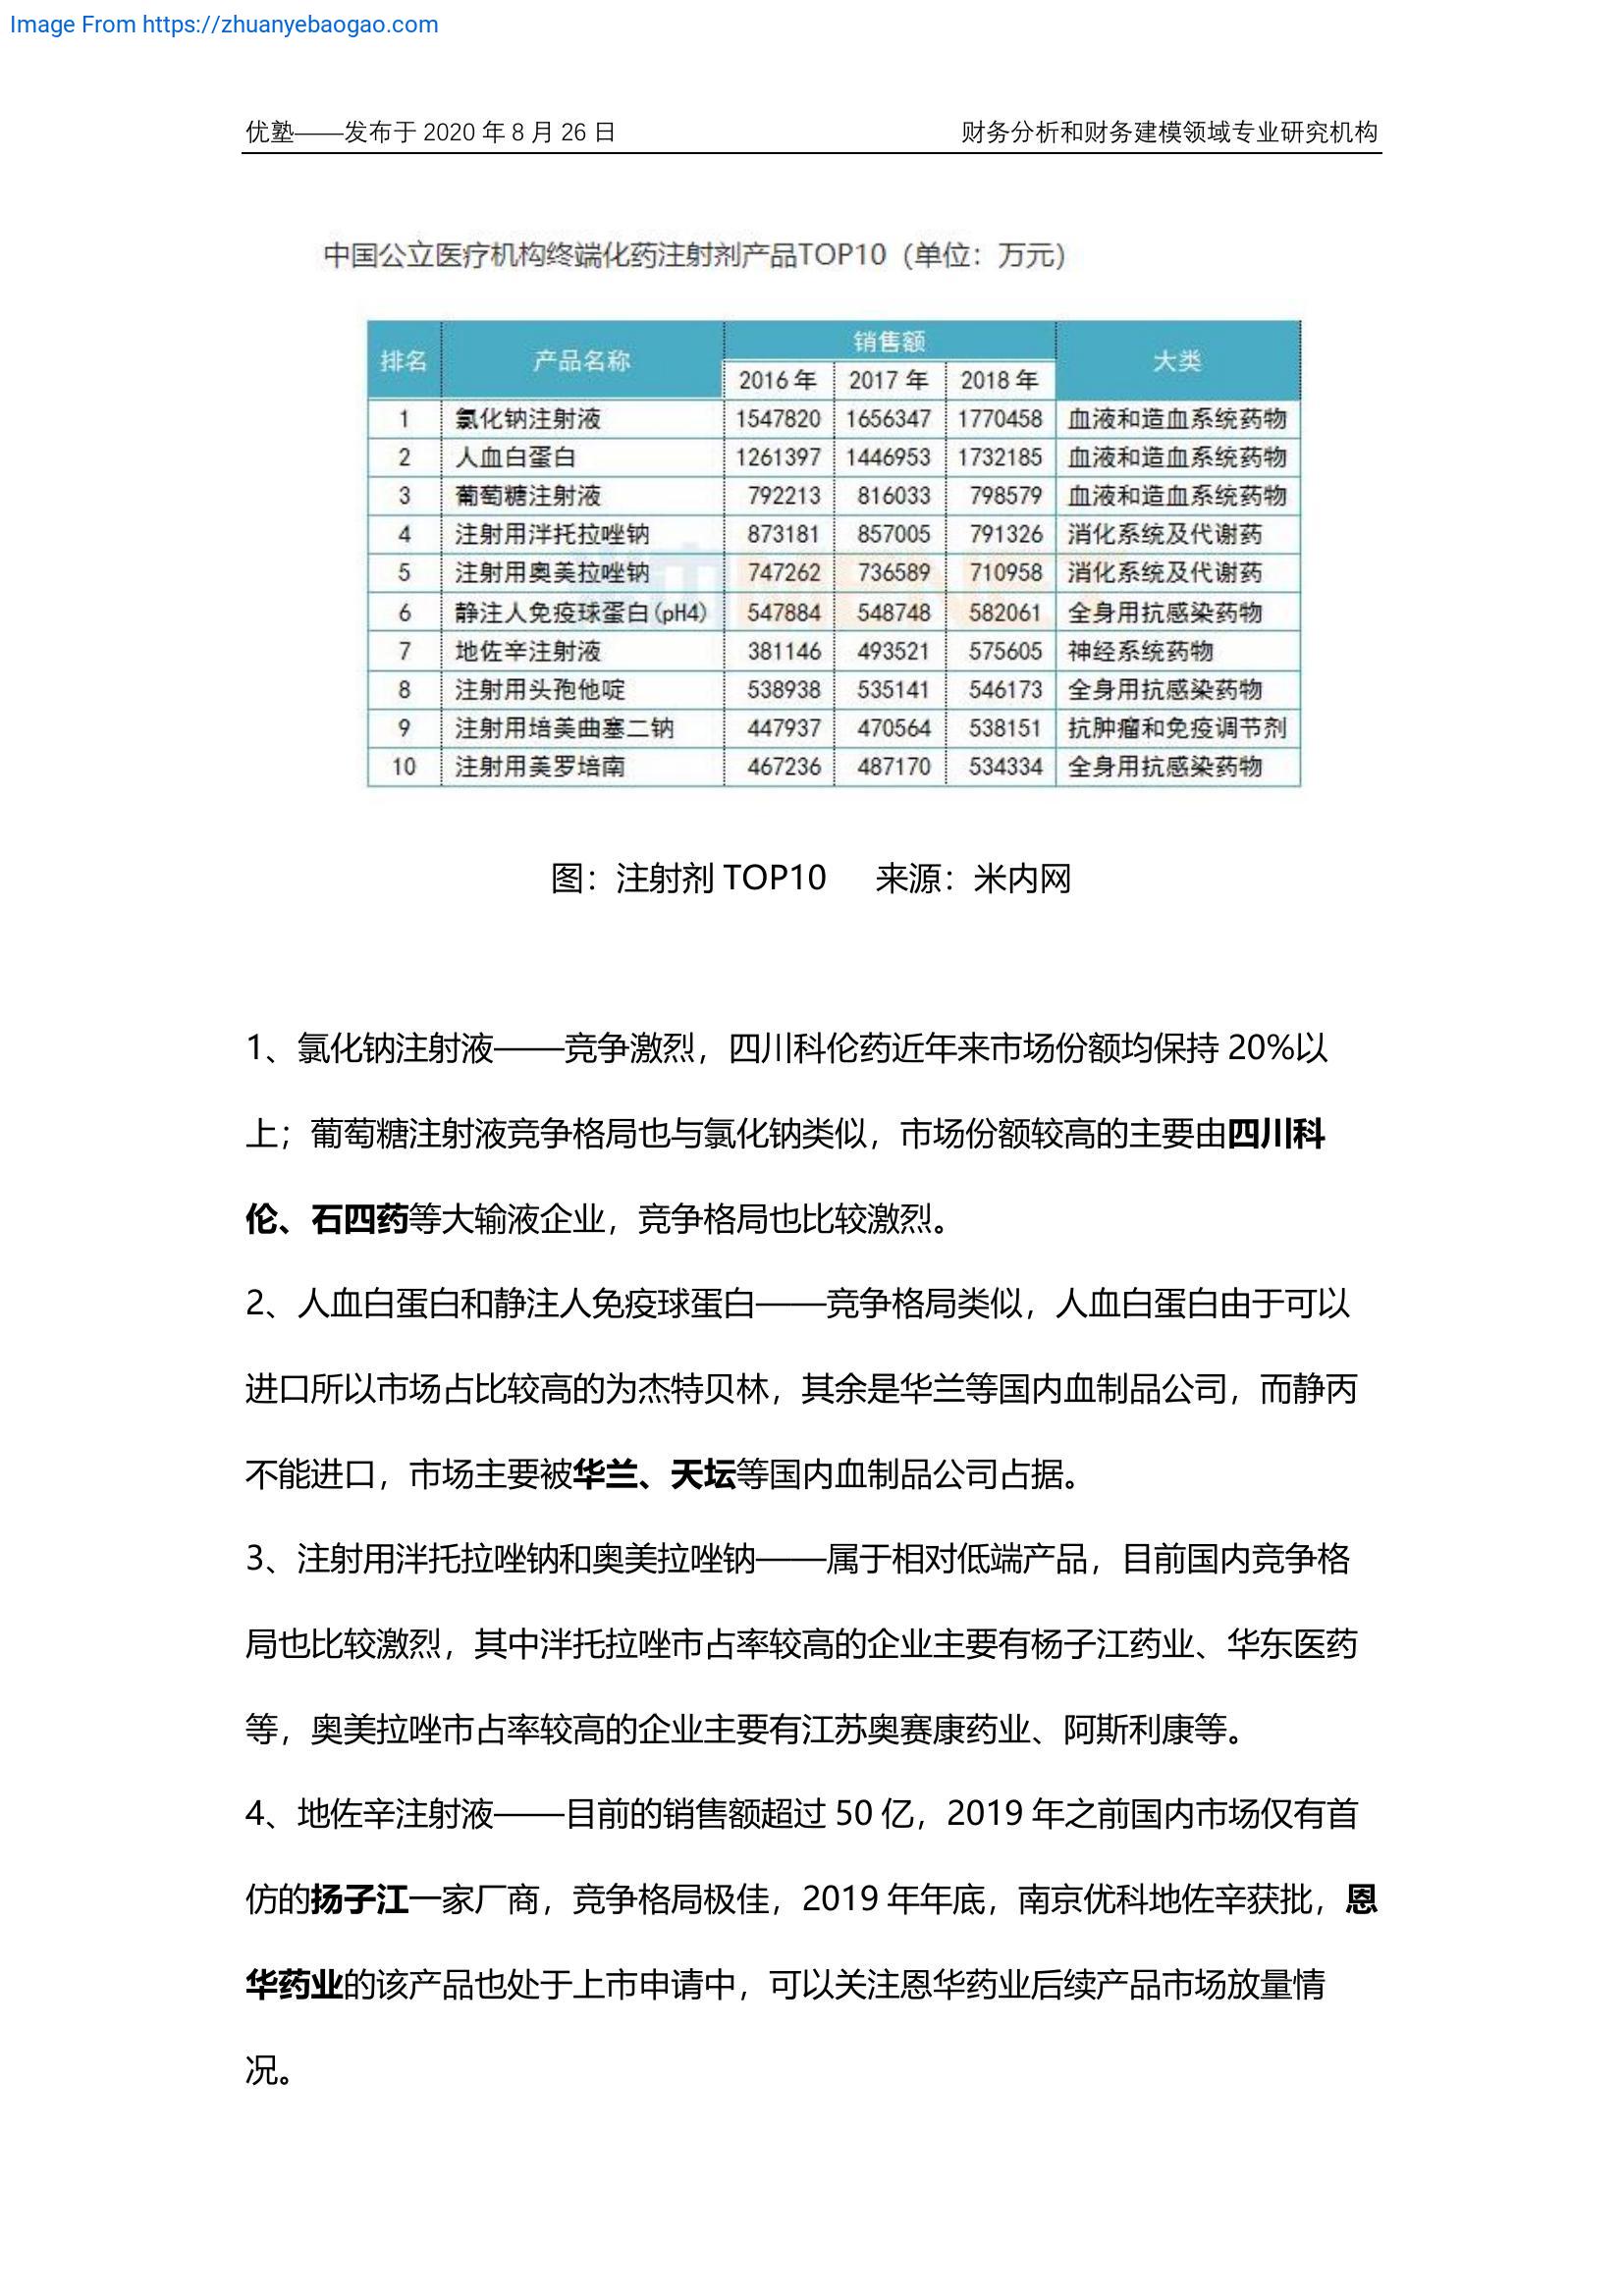 Image From https://zhuanyebaogao.com
优塾——发布于 2020 年 8 月 26 日 财务分析和财务建模领域专业研究机构
中国公立医疗机构终端化药注射剂产品TOP10（单位：万元）
排名 产品名称 销售额 大类
2016年 2017年 2018年
1 氯化钠注射液 1547820 1656347 1770458 血液和造血系统药物
2 人血白蛋白 1261397 1446953 1732185 血液和造血系统药物
3 葡萄糖注射液 792213 816033 798579 血液和造血系统药物
4 注射用泮托拉唑钠 873181 857005 791326 消化系统及代谢药
5 注射用奥美拉唑钠 747262 736589 710958 消化系统及代谢药
6 静注人免疫球蛋白(pH4) 547884 548748 582061 全身用抗感染药物
7 地佐辛注射液 381146 493521 575605 神经系统药物
8 注射用头孢他啶 538938 535141 546173 全身用抗感染药物
9 注射用培美曲塞二钠 447937 470564 538151 抗肿瘤和免疫调节剂
10 注射用美罗培南 467236 487170 534334 全身用抗感染药物
图：注射剂 TOP10 来源：米内网
1、氯化钠注射液——竞争激烈，四川科伦药近年来市场份额均保持 20%以
上；葡萄糖注射液竞争格局也与氯化钠类似，市场份额较高的主要由四川科
伦、石四药等大输液企业，竞争格局也比较激烈。
2、人血白蛋白和静注人免疫球蛋白——竞争格局类似，人血白蛋白由于可以
进口所以市场占比较高的为杰特贝林，其余是华兰等国内血制品公司，而静丙
不能进口，市场主要被华兰、天坛等国内血制品公司占据。
3、注射用泮托拉唑钠和奥美拉唑钠——属于相对低端产品，目前国内竞争格
局也比较激烈，其中泮托拉唑市占率较高的企业主要有杨子江药业、华东医药
等，奥美拉唑市占率较高的企业主要有江苏奥赛康药业、阿斯利康等。
4、地佐辛注射液——目前的销售额超过 50 亿，2019 年之前国内市场仅有首
仿的扬子江一家厂商，竞争格局极佳，2019 年年底，南京优科地佐辛获批，恩
华药业的该产品也处于上市申请中，可以关注恩华药业后续产品市场放量情
况。